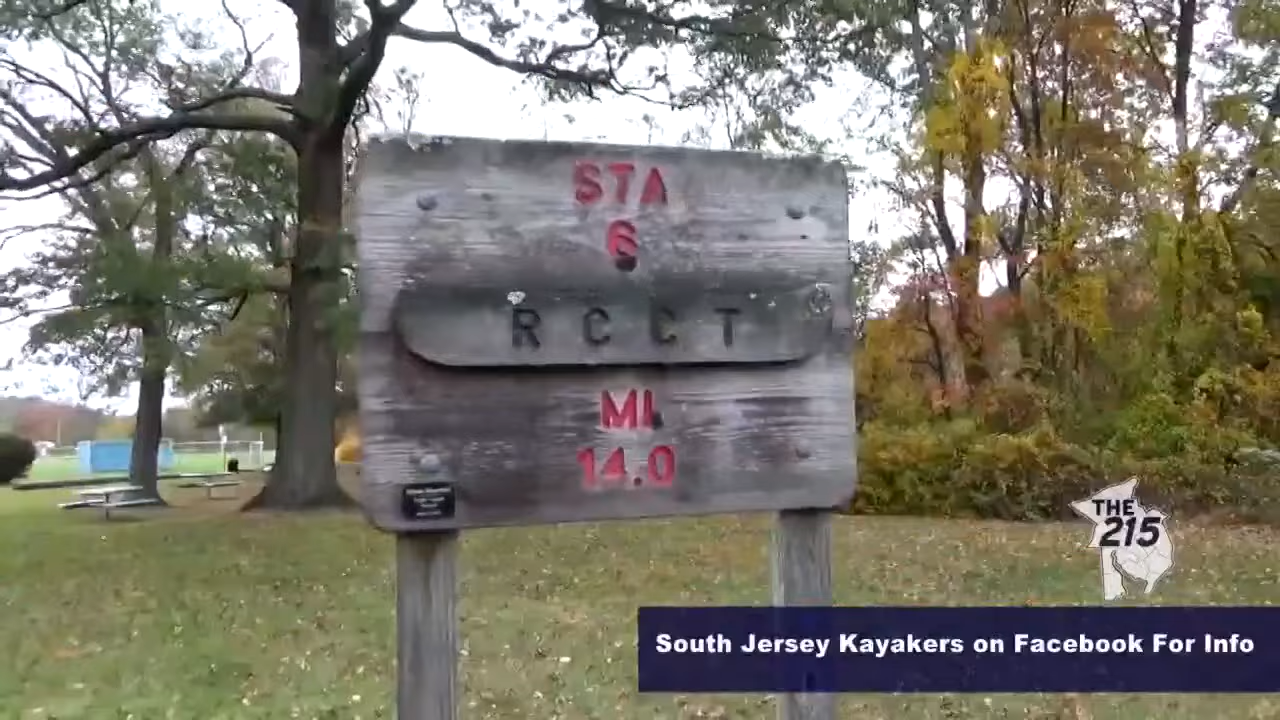 STA
6
RCCT
MI
14.0
THE
215
South Jersey Kayakers on Facebook For Info